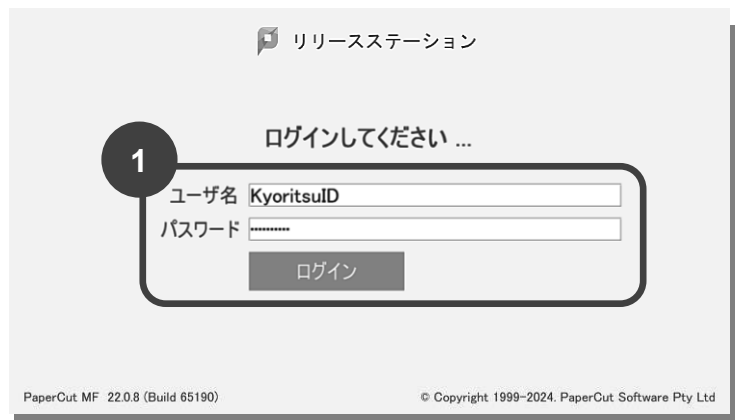 リリースステーション
ログインしてください ...
1
ユーザ名 KyoritsuID
パスワード ----------
ログイン
PaperCut MF 22.0.8 (Build 65190)
© Copyright 1999-2024. PaperCut Software Pty Ltd